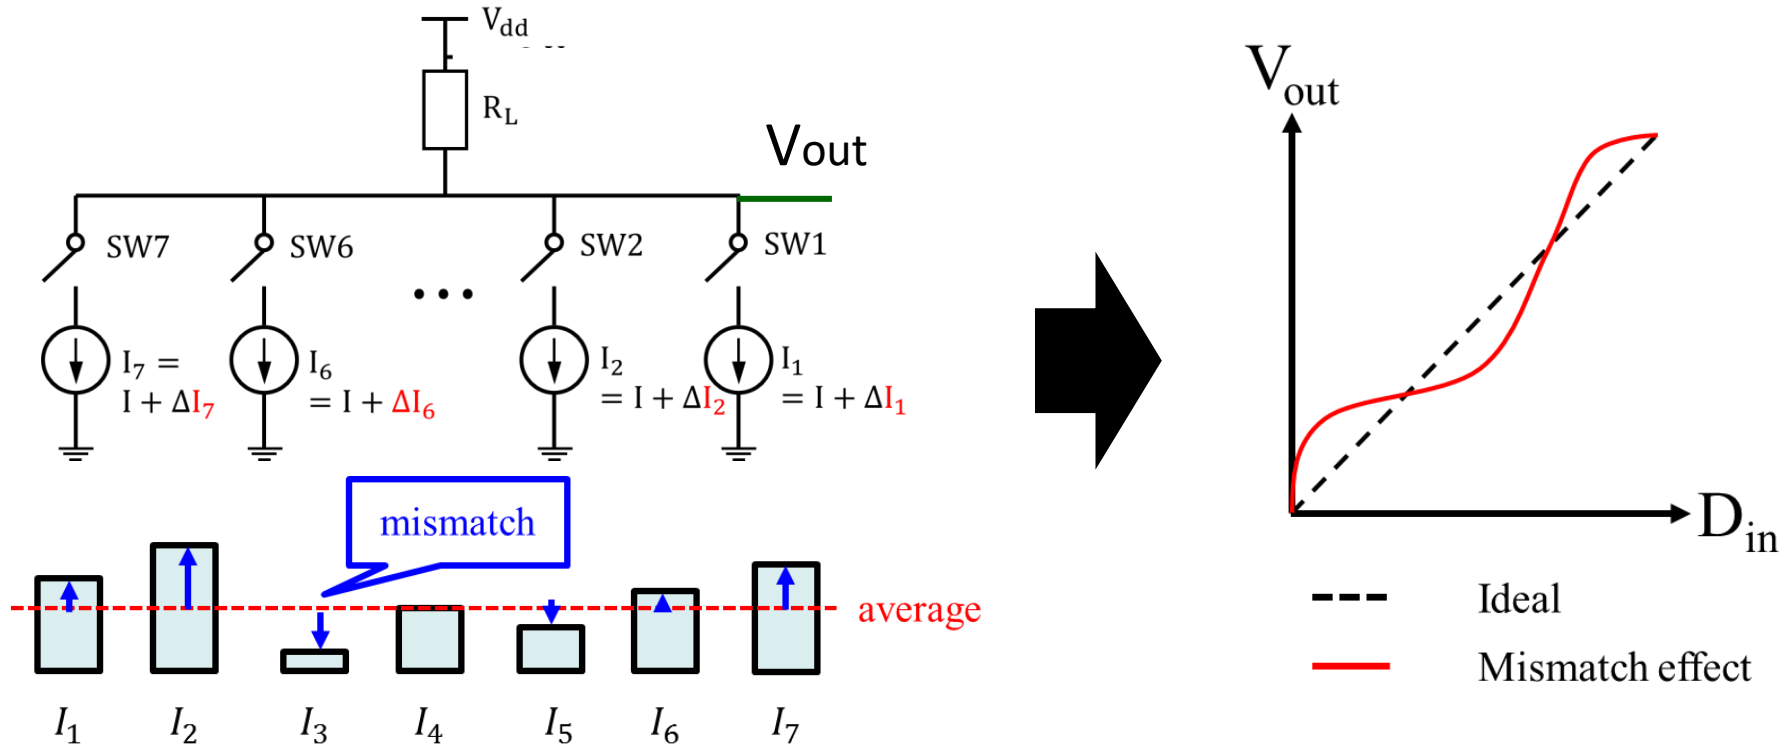 Vdd
RL
Vout
SW7
SW6
SW2
SW1
...
I7 =
I + ΔI7
I6
= I + ΔI6
I2
= I + ΔI2
I1
= I + ΔI1
mismatch
average
I1
I2
I3
I4
I5
I6
I7
Vout
Din
Ideal
Mismatch effect